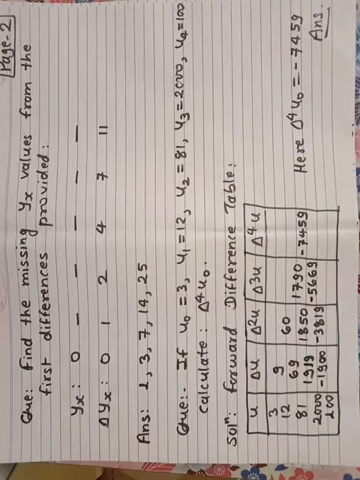 Page-2
Que: Find the missing yx values from the
first differences provided:
yx: 0 — — — — —
Δyx: 0 1 2 4 7 11
Ans: 1, 3, 7, 14, 25
Que:- If u0=3, u1=12, u2=81, u3=2000, u4=100
calculate: Δ4u0.
Soln: Forward Difference Table:
u Δu Δ2u Δ3u Δ4u
3 9 60 1790 -7459
12 69 1850 -5669
81 1919 -3819
2000 -1900
100
Here Δ4u0 = -7459
Ans.